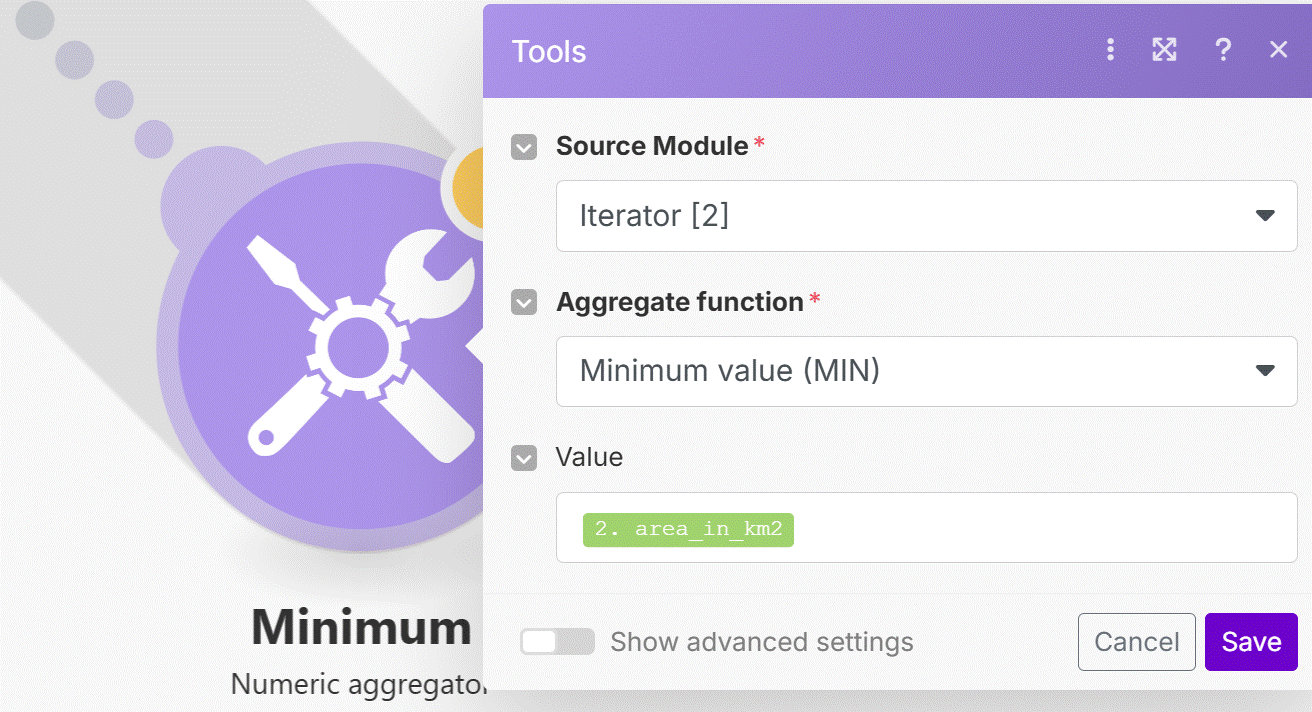 Tools
Source Module *
Iterator [2]
Aggregate function *
Minimum value (MIN)
Value
2. area_in_km2
Show advanced settings
Cancel
Save
Minimum
Numeric aggregator